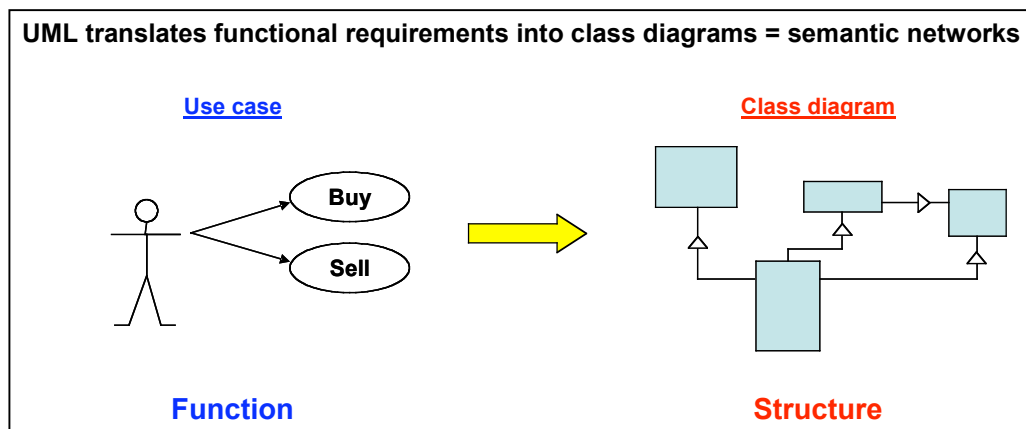 UML translates functional requirements into class diagrams = semantic networks
Use case
Class diagram
Buy
Sell
Function
Structure